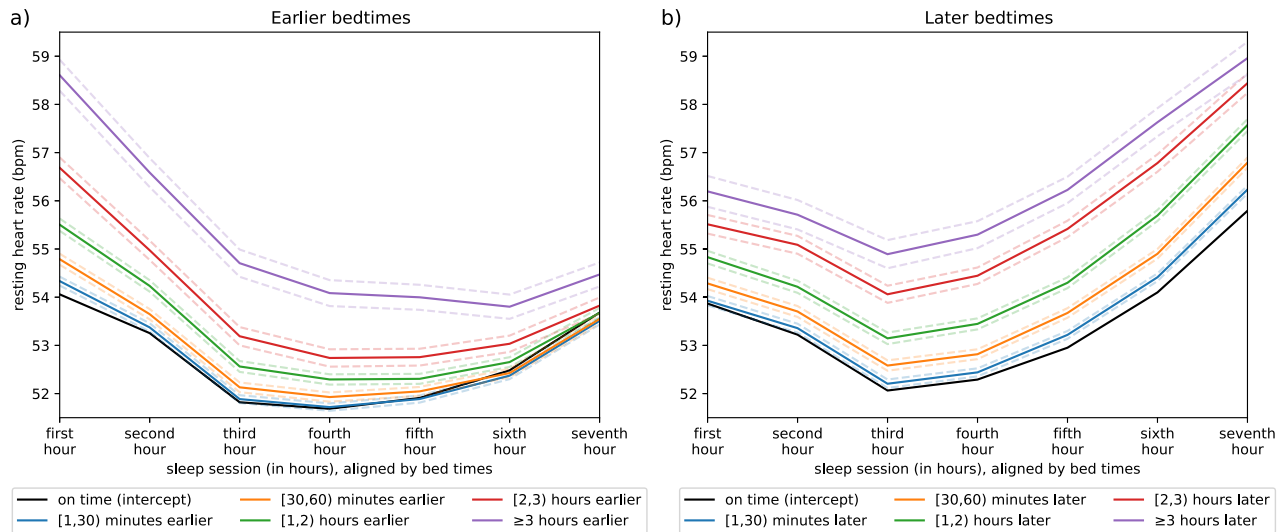 a)
Earlier bedtimes
resting heart rate (bpm)
59
58
57
56
55
54
53
52
first hour
second hour
third hour
fourth hour
fifth hour
sixth hour
seventh hour
sleep session (in hours), aligned by bed times
on time (intercept)
[1,30) minutes earlier
[30,60) minutes earlier
[1,2) hours earlier
[2,3) hours earlier
≥3 hours earlier
b)
Later bedtimes
resting heart rate (bpm)
59
58
57
56
55
54
53
52
first hour
second hour
third hour
fourth hour
fifth hour
sixth hour
seventh hour
sleep session (in hours), aligned by bed times
on time (intercept)
[1,30) minutes later
[30,60) minutes later
[1,2) hours later
[2,3) hours later
≥3 hours later